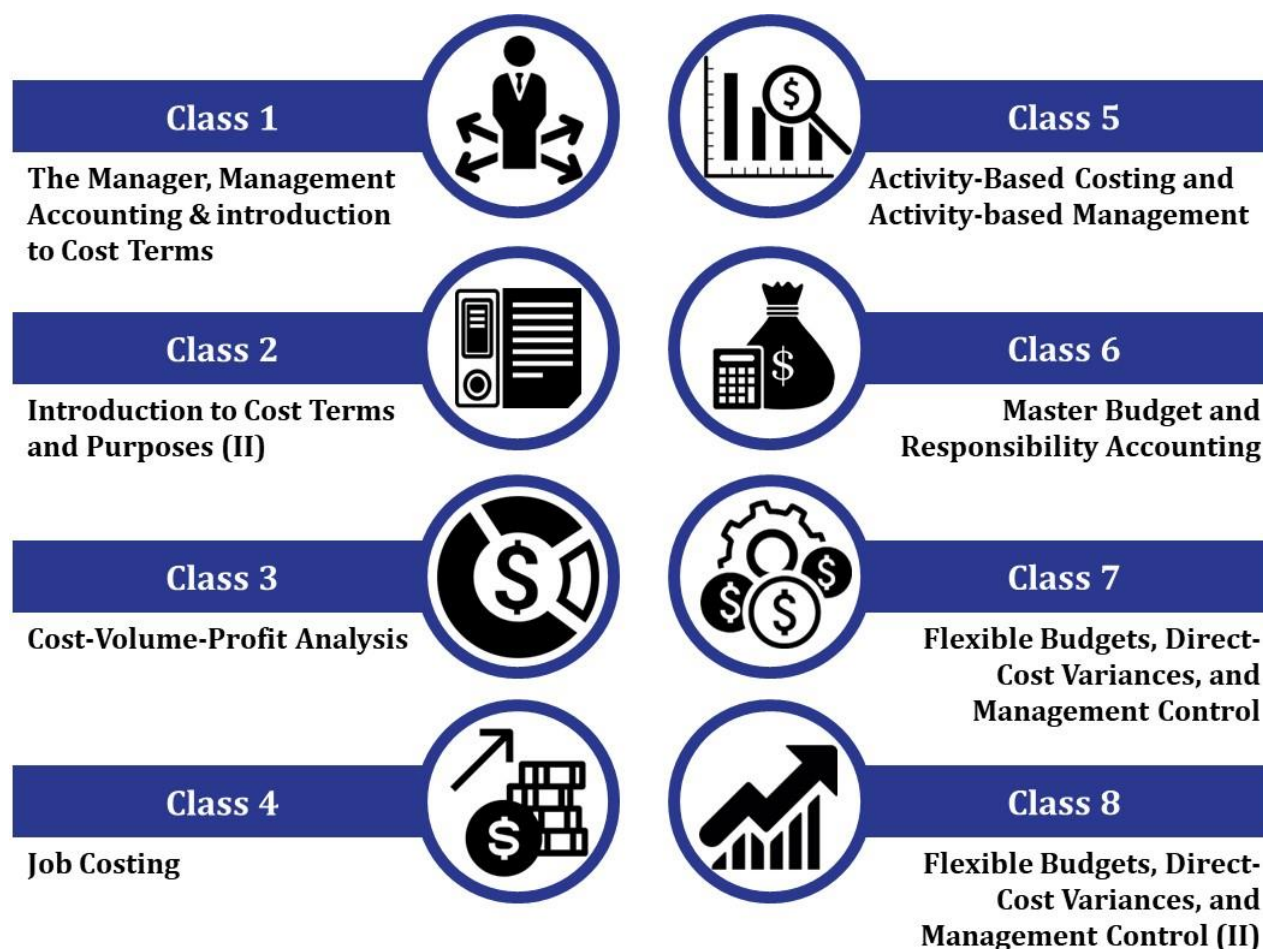 Class 1
The Manager, Management
Accounting & introduction
to Cost Terms
Class 2
Introduction to Cost Terms
and Purposes (II)
Class 3
Cost-Volume-Profit Analysis
Class 4
Job Costing
Class 5
Activity-Based Costing and
Activity-based Management
Class 6
Master Budget and
Responsibility Accounting
Class 7
Flexible Budgets, Direct-
Cost Variances, and
Management Control
Class 8
Flexible Budgets, Direct-
Cost Variances, and
Management Control (II)